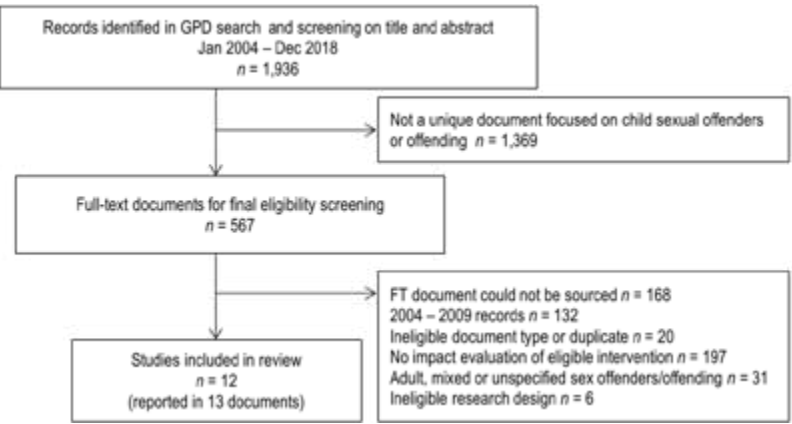 Records identified in GPD search and screening on title and abstract
Jan 2004 – Dec 2018
n = 1,936
Not a unique document focused on child sexual offenders
or offending n = 1,369
Full-text documents for final eligibility screening
n = 567
FT document could not be sourced n = 168
2004 – 2009 records n = 132
Ineligible document type or duplicate n = 20
No impact evaluation of eligible intervention n = 197
Adult, mixed or unspecified sex offenders/offending n = 31
Ineligible research design n = 6
Studies included in review
n = 12
(reported in 13 documents)